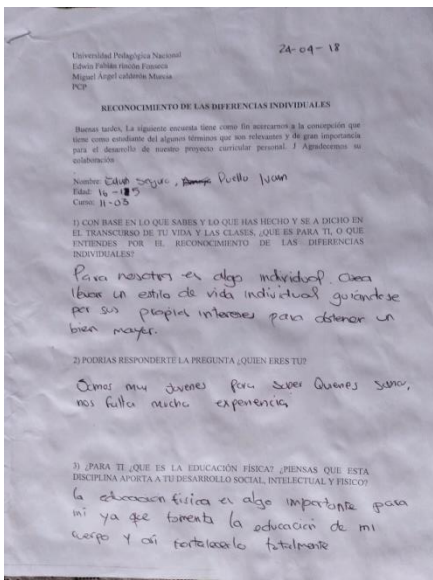 24-04-18
Universidad Pedagógica Nacional
Edwin Fabián rincón Fonseca
Miguel Ángel calderón Murcia
PCP
RECONOCIMIENTO DE LAS DIFERENCIAS INDIVIDUALES
Buenas tardes, La siguiente encuesta tiene como fin acercarnos a la concepción que
tiene como estudiante del algunos términos que son relevantes y de gran importancia
para el desarrollo de nuestro proyecto curricular personal. J Agradecemos su
colaboración
Nombre: Puello Juan
Edad: 16 -
Curso: 11-03
1) CON BASE EN LO QUE SABES Y LO QUE HAS HECHO Y SE A DICHO EN
EL TRANSCURSO DE TU VIDA Y LAS CLASES, ¿QUE ES PARA TI, O QUE
ENTIENDES POR EL RECONOCIMIENTO DE LAS DIFERENCIAS
INDIVIDUALES?
Para nosotros es algo individual. Cada
llevar un estilo de vida individual guiandose
por sus propios intereses para obtener un
bien mayor.
2) PODRIAS RESPONDERTE LA PREGUNTA ¿QUIEN ERES TU?
Somos muy Jovenes Para Saber Quienes Somos,
nos falta mucha experiencia
3) ¿PARA TI ¿QUE ES LA EDUCACIÓN FÍSICA? ¿PIENSAS QUE ESTA
DISCIPLINA APORTA A TU DESARROLLO SOCIAL, INTELECTUAL Y FISICO?
La educacion fisica es algo importante para
mi ya que fomenta la educación de mi
cuerpo y asi fortalecerlo totalmente